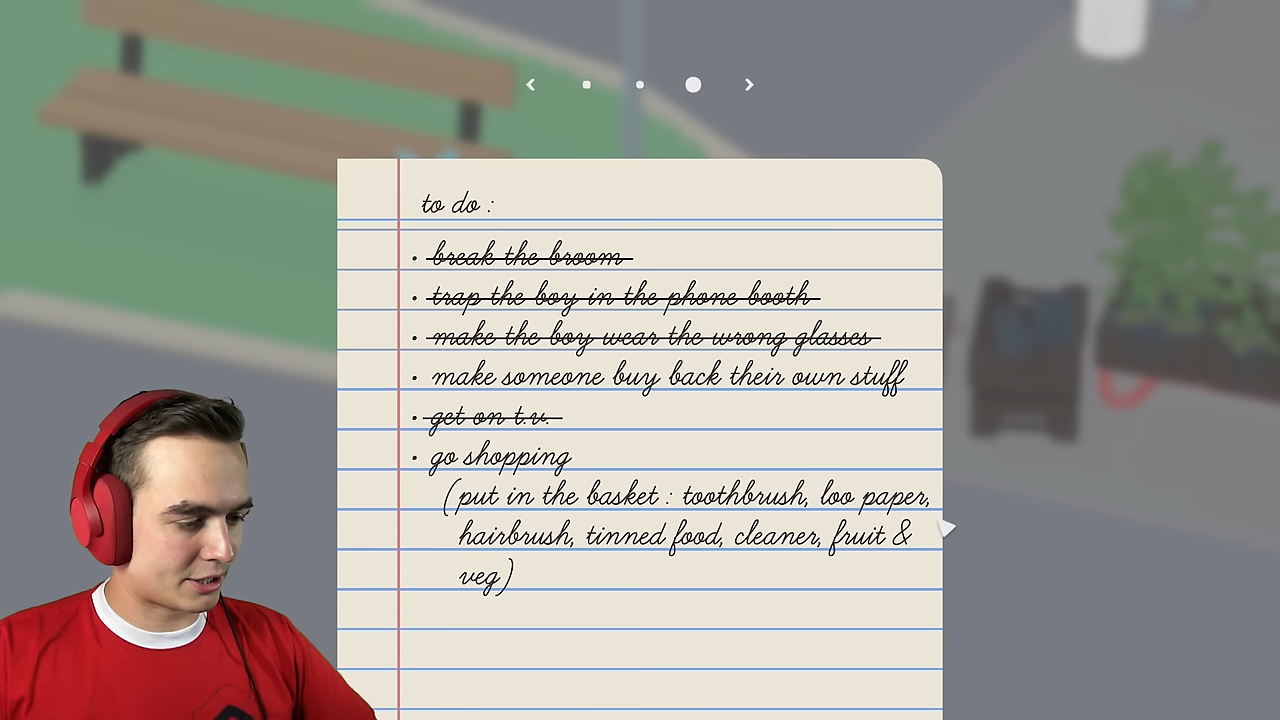 to do :
• break the broom
• trap the boy in the phone booth
• make the boy wear the wrong glasses
• make someone buy back their own stuff
• get on t.v.
• go shopping
(put in the basket : toothbrush, loo paper,
hairbrush, tinned food, cleaner, fruit &
veg)